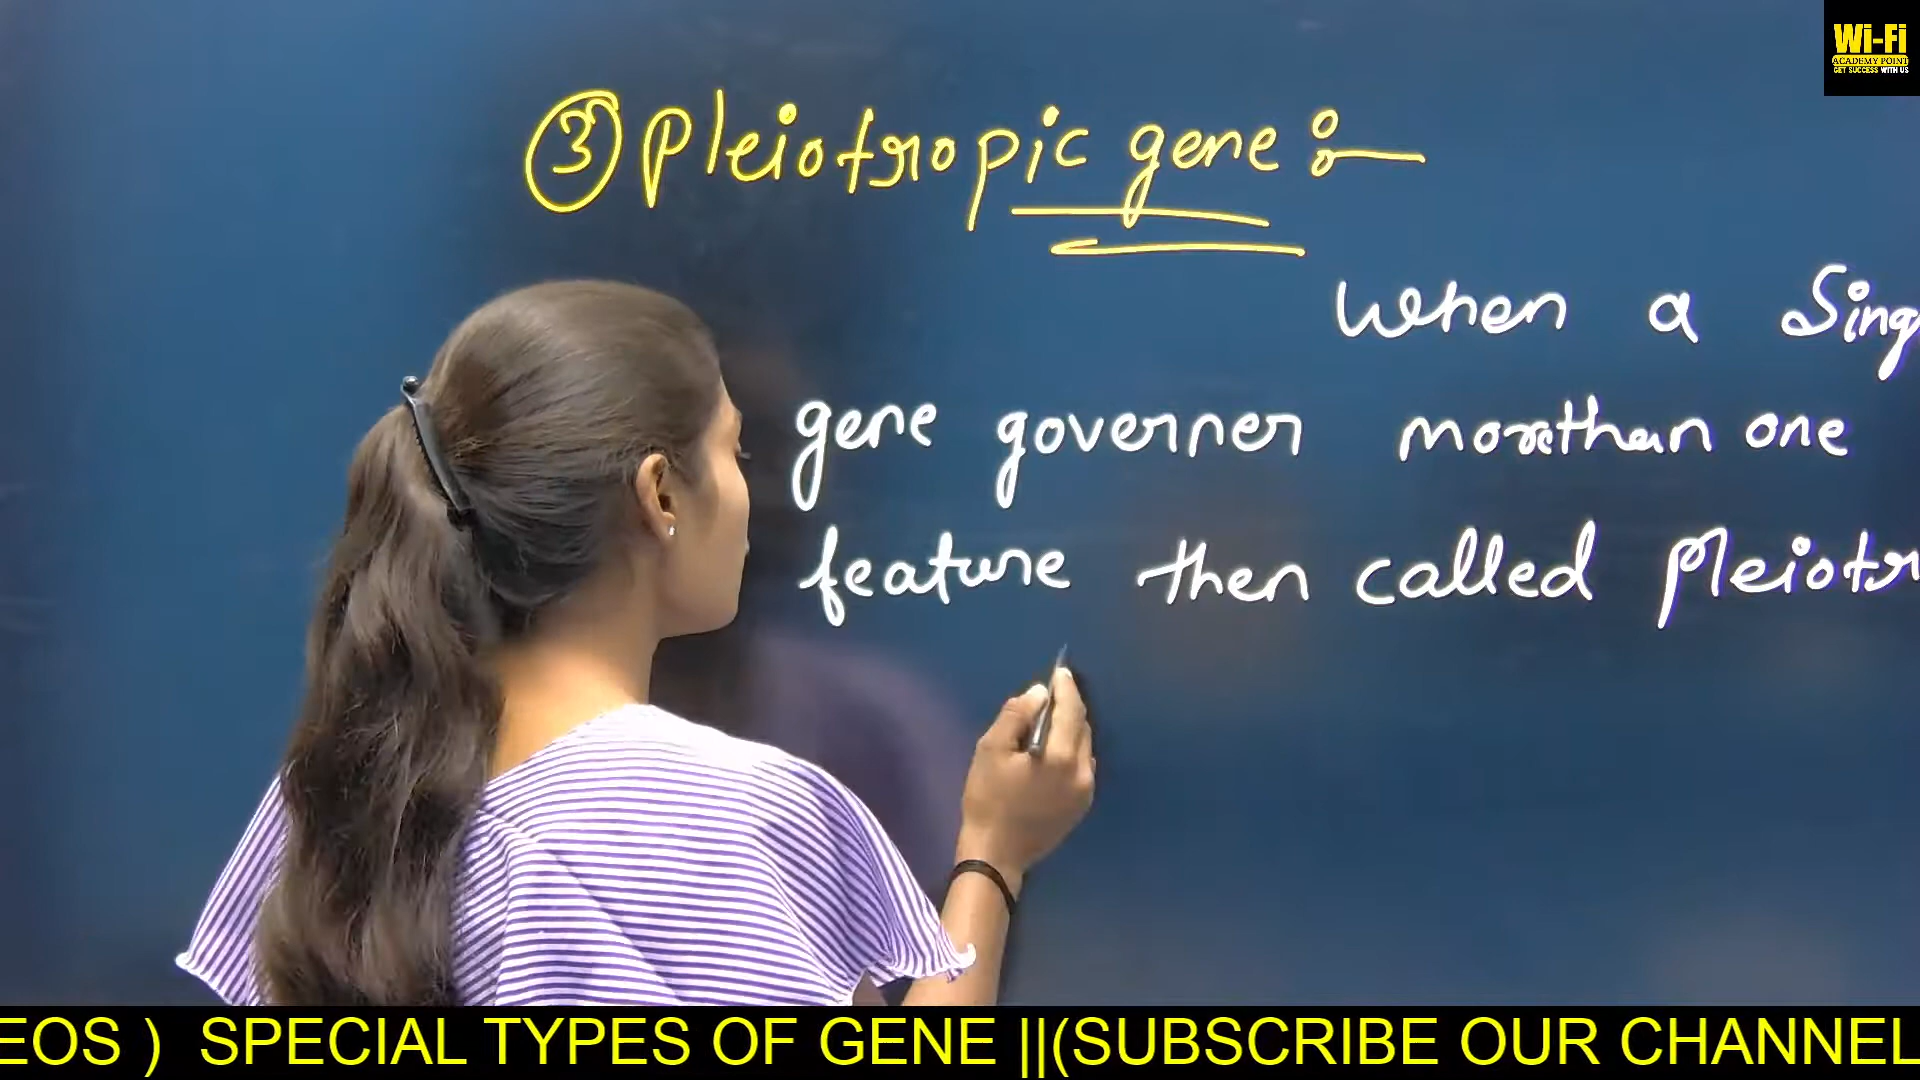 Wi-Fi
ACADEMY POINT
GET SUCCESS WITH US
③ Pleiotropic gene :-
When a Sing
gene governer morethan one
feature then called Pleiotr
EOS ) SPECIAL TYPES OF GENE ||(SUBSCRIBE OUR CHANNEL